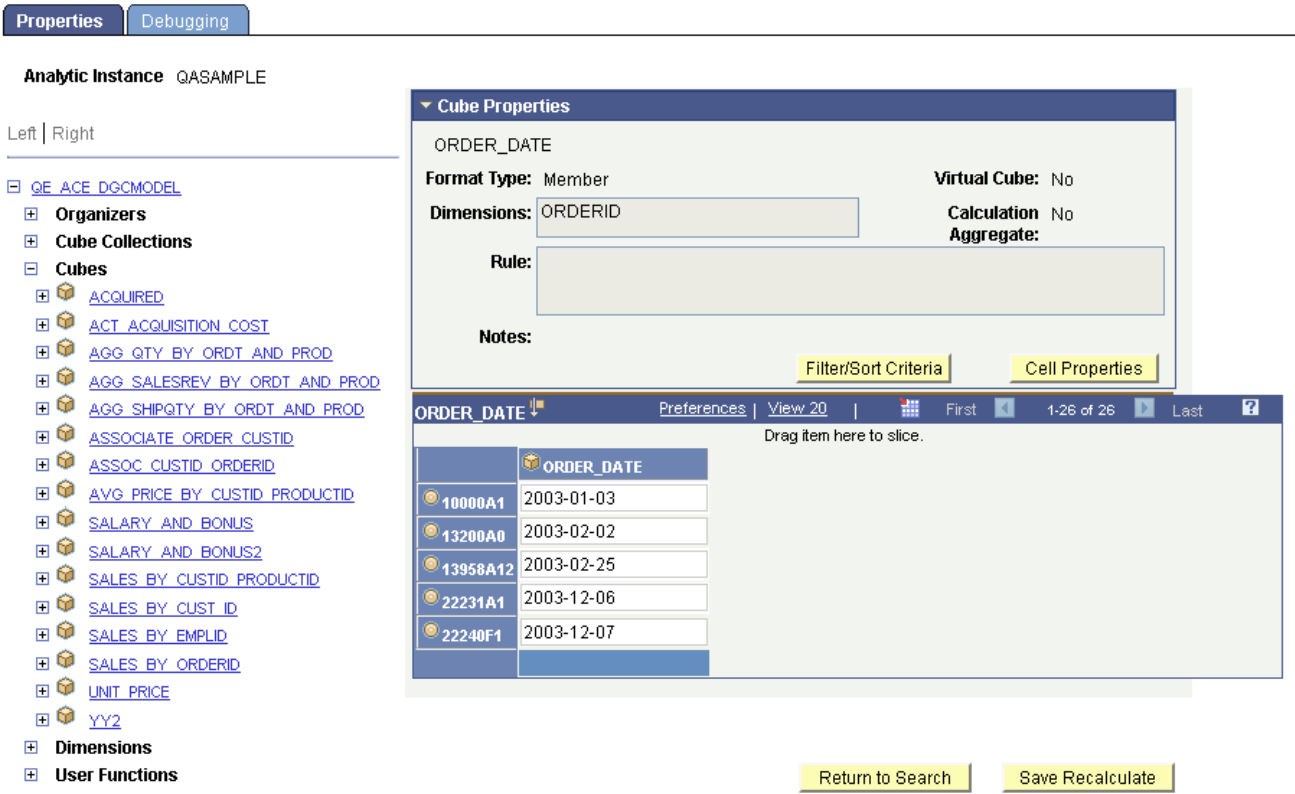 Properties Debugging
Analytic Instance QASAMPLE
Left | Right
QE_ACE_DGCMODEL
Organizers
Cube Collections
Cubes
ACQUIRED
ACT_ACQUISITION_COST
AGG_QTY_BY_ORDT_AND_PROD
AGG_SALESREV_BY_ORDT_AND_PROD
AGG_SHIPQTY_BY_ORDT_AND_PROD
ASSOCIATE_ORDER_CUSTID
ASSOC_CUSTID_ORDERID
AVG_PRICE_BY_CUSTID_PRODUCTID
SALARY_AND_BONUS
SALARY_AND_BONUS2
SALES_BY_CUSTID_PRODUCTID
SALES_BY_CUST_ID
SALES_BY_EMPLID
SALES_BY_ORDERID
UNIT_PRICE
YY2
Dimensions
User Functions
Cube Properties
ORDER_DATE
Format Type: Member Virtual Cube: No
Dimensions: ORDERID Calculation No
Aggregate:
Rule:
Notes:
Filter/Sort Criteria Cell Properties
ORDER_DATE Preferences | View 20 | First 1-26 of 26 Last ?
Drag item here to slice.
ORDER_DATE
10000A1 2003-01-03
13200A0 2003-02-02
13958A12 2003-02-25
22231A1 2003-12-06
22240F1 2003-12-07
Return to Search Save Recalculate